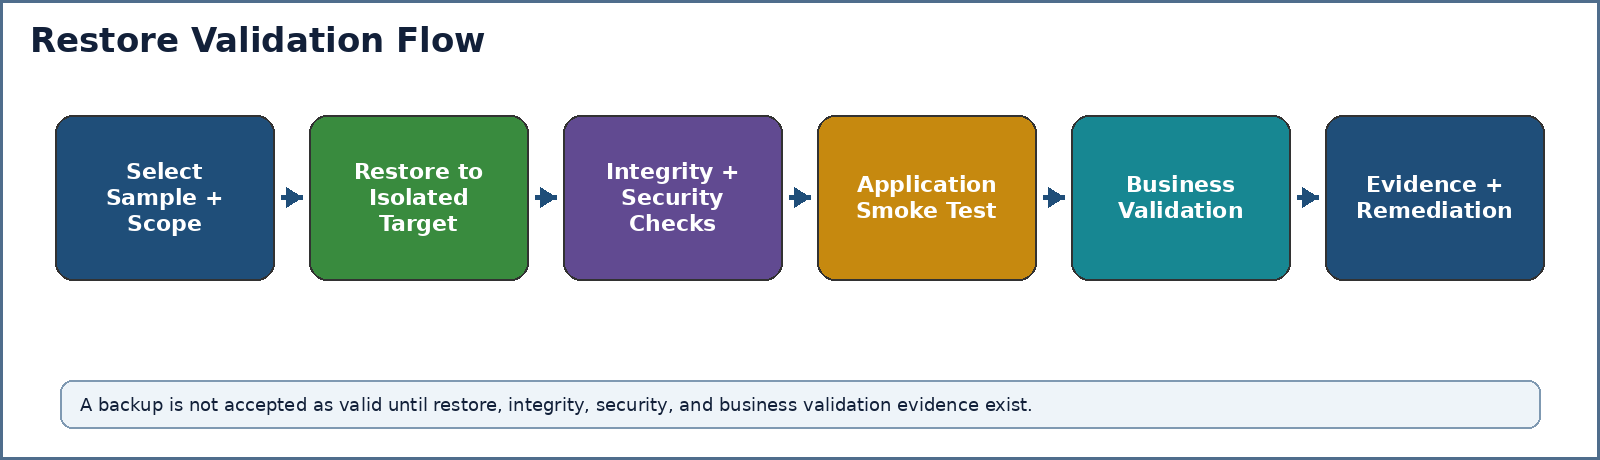 Restore Validation Flow
Select
Sample +
Scope
Restore to
Isolated
Target
Integrity +
Security
Checks
Application
Smoke Test
Business
Validation
Evidence +
Remediation
A backup is not accepted as valid until restore, integrity, security, and business validation evidence exist.